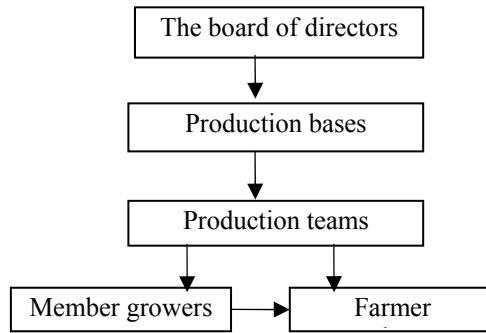 The board of directors
Production bases
Production teams
Member growers
Farmer